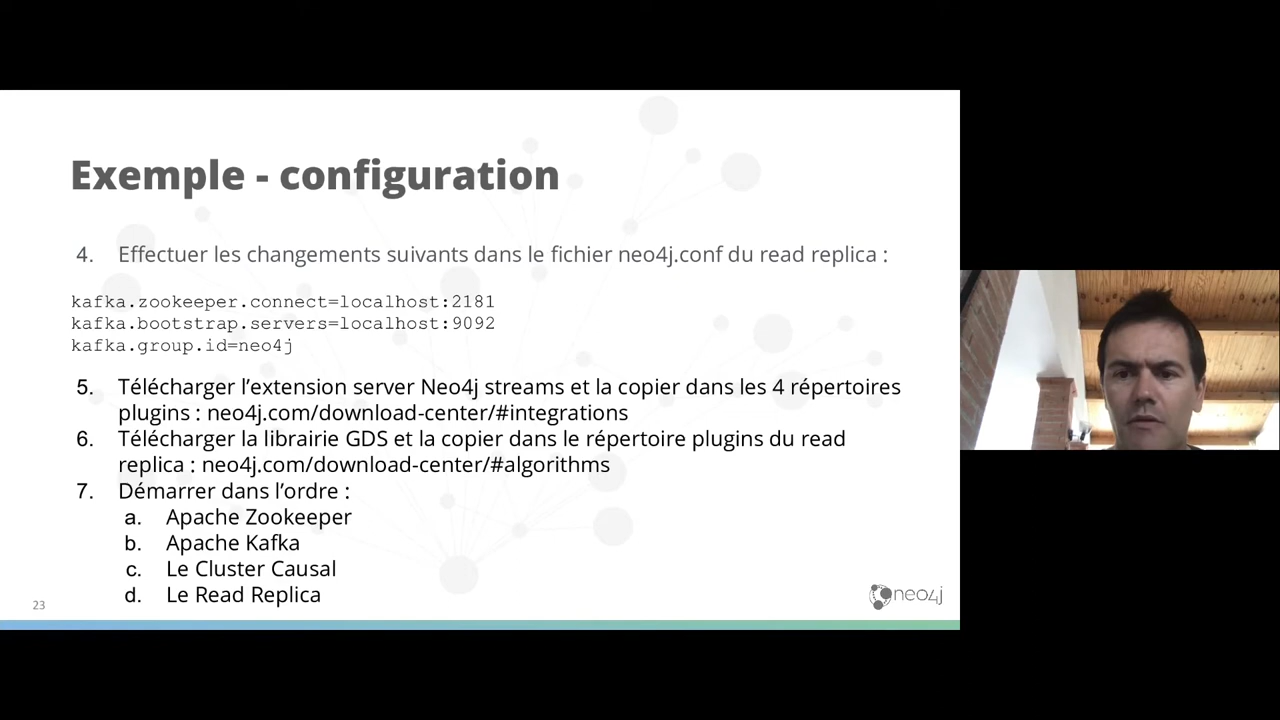 Exemple - configuration
4. Effectuer les changements suivants dans le fichier neo4j.conf du read replica :
kafka.zookeeper.connect=localhost:2181
kafka.bootstrap.servers=localhost:9092
kafka.group.id=neo4j
5. Télécharger l’extension server Neo4j streams et la copier dans les 4 répertoires
plugins : neo4j.com/download-center/#integrations
6. Télécharger la librairie GDS et la copier dans le répertoire plugins du read
replica : neo4j.com/download-center/#algorithms
7. Démarrer dans l’ordre :
a. Apache Zookeeper
b. Apache Kafka
c. Le Cluster Causal
d. Le Read Replica
23
neo4j